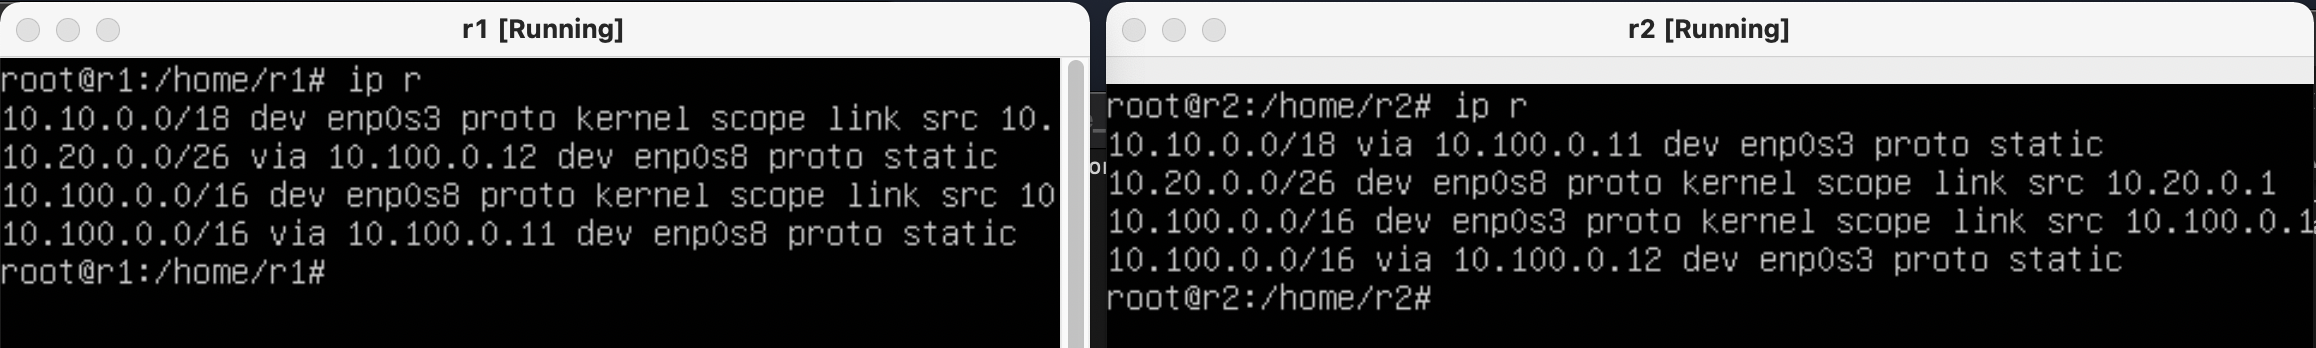 r1 [Running]
root@r1:/home/r1# ip r
10.10.0.0/18 dev enp0s3 proto kernel scope link src 10.
10.20.0.0/26 via 10.100.0.12 dev enp0s8 proto static
10.100.0.0/16 dev enp0s8 proto kernel scope link src 10
10.100.0.0/16 via 10.100.0.11 dev enp0s8 proto static
root@r1:/home/r1#
r2 [Running]
root@r2:/home/r2# ip r
10.10.0.0/18 via 10.100.0.11 dev enp0s3 proto static
10.20.0.0/26 dev enp0s8 proto kernel scope link src 10.20.0.1
10.100.0.0/16 dev enp0s3 proto kernel scope link src 10.100.0.1
10.100.0.0/16 via 10.100.0.12 dev enp0s3 proto static
root@r2:/home/r2#